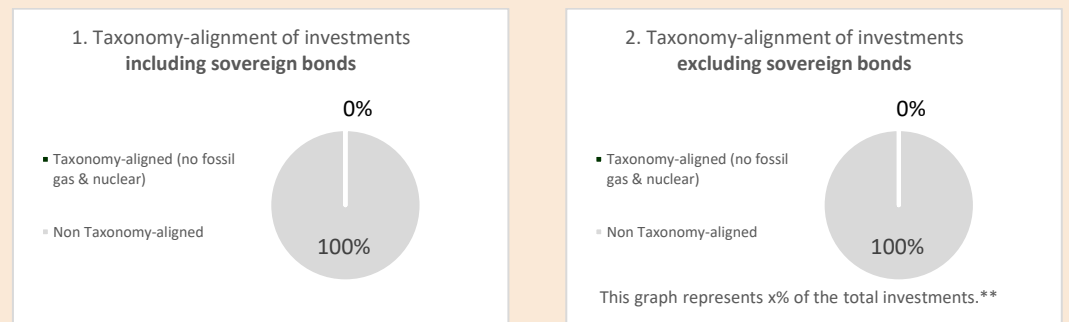 1. Taxonomy-alignment of investments
including sovereign bonds
0%
Taxonomy-aligned (no fossil
gas & nuclear)
Non Taxonomy-aligned
100%
2. Taxonomy-alignment of investments
excluding sovereign bonds
0%
Taxonomy-aligned (no fossil
gas & nuclear)
Non Taxonomy-aligned
100%
This graph represents x% of the total investments.**